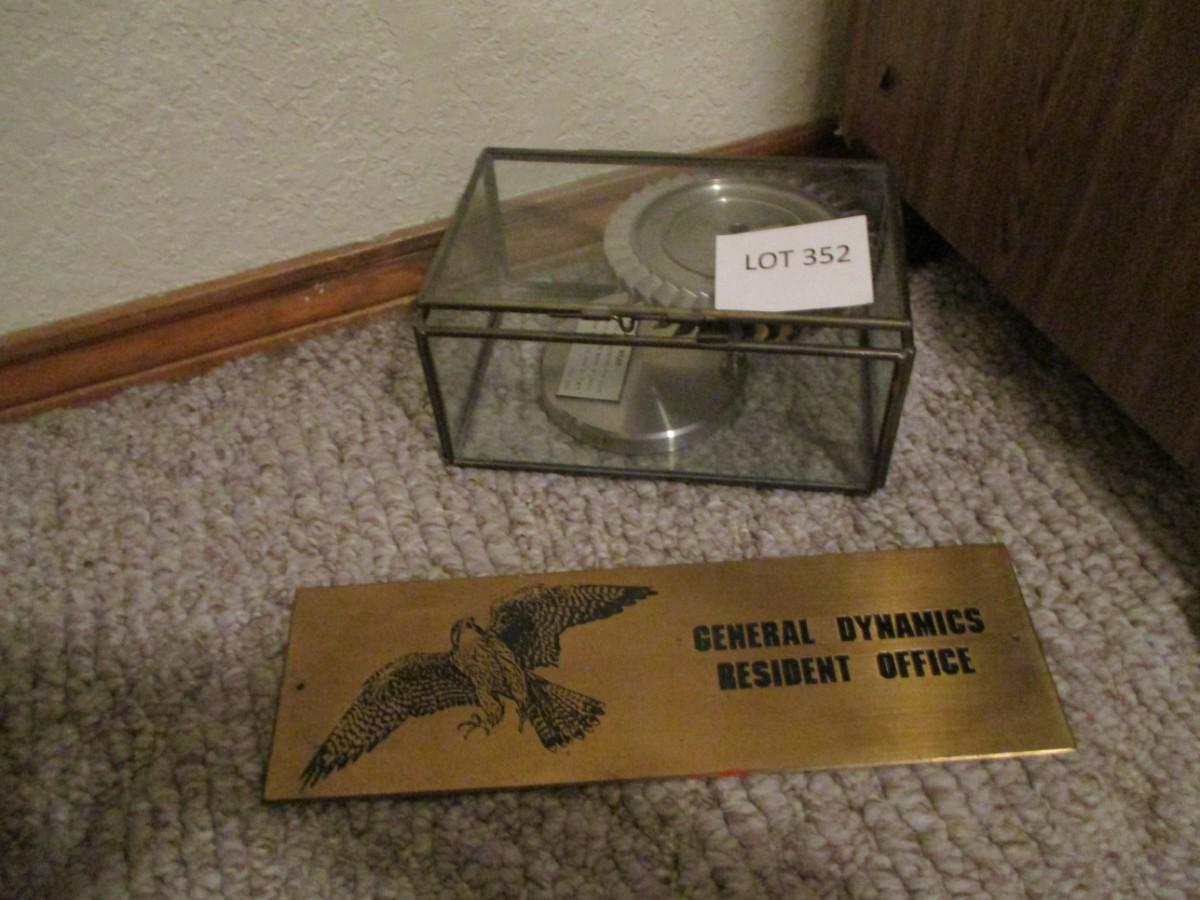 LOT 352
GENERAL DYNAMICS
RESIDENT OFFICE